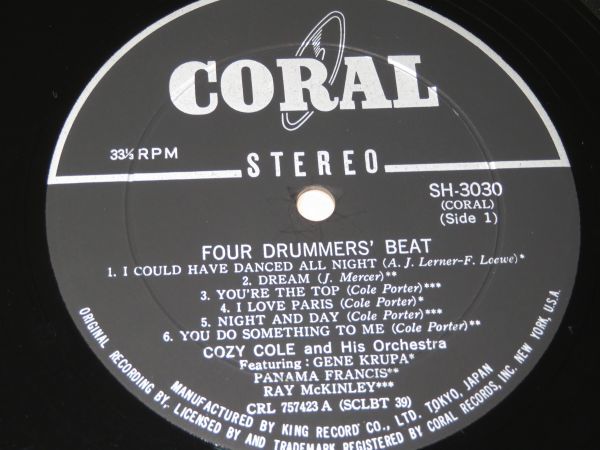 CORAL
33⅓ RPM
STEREO
SH-3030
(CORAL)
(Side 1)
FOUR DRUMMERS' BEAT
1. I COULD HAVE DANCED ALL NIGHT (A. J. Lerner-F. Loewe)*
2. DREAM (J. Mercer)**
3. YOU'RE THE TOP (Cole Porter)***
4. I LOVE PARIS (Cole Porter)*
5. NIGHT AND DAY (Cole Porter)***
6. YOU DO SOMETHING TO ME (Cole Porter)**
COZY COLE and His Orchestra
Featuring: GENE KRUPA*
PANAMA FRANCIS**
RAY McKINLEY***
CRL 757423 A (SCLBT 39)
MANUFACTURED BY KING RECORD CO., LTD. TOKYO, JAPAN
ORIGINAL RECORDING BY, LICENSED BY AND TRADEMARK REGISTERED BY CORAL RECORDS, INC. NEW YORK, U.S.A.